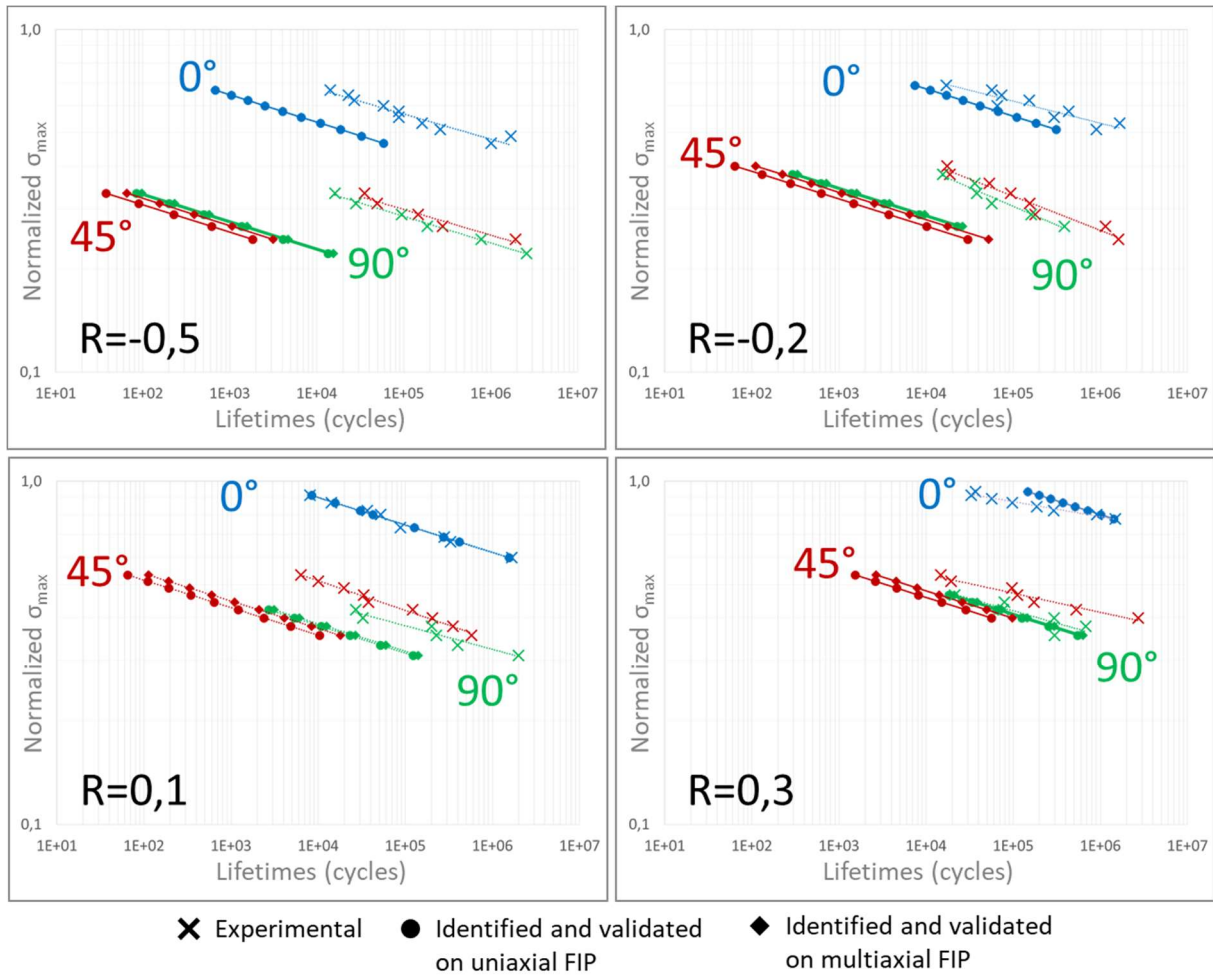 1,0
0°
45°
90°
R=-0,5
0,1
Normalized σmax
1E+01 1E+02 1E+03 1E+04 1E+05 1E+06 1E+07
Lifetimes (cycles)
1,0
0°
45°
90°
R=-0,2
0,1
Normalized σmax
1E+01 1E+02 1E+03 1E+04 1E+05 1E+06 1E+07
Lifetimes (cycles)
1,0
0°
45°
90°
R=0,1
0,1
Normalized σmax
1E+01 1E+02 1E+03 1E+04 1E+05 1E+06 1E+07
Lifetimes (cycles)
1,0
0°
45°
90°
R=0,3
0,1
Normalized σmax
1E+01 1E+02 1E+03 1E+04 1E+05 1E+06 1E+07
Lifetimes (cycles)
Experimental
Identified and validated
on uniaxial FIP
Identified and validated
on multiaxial FIP